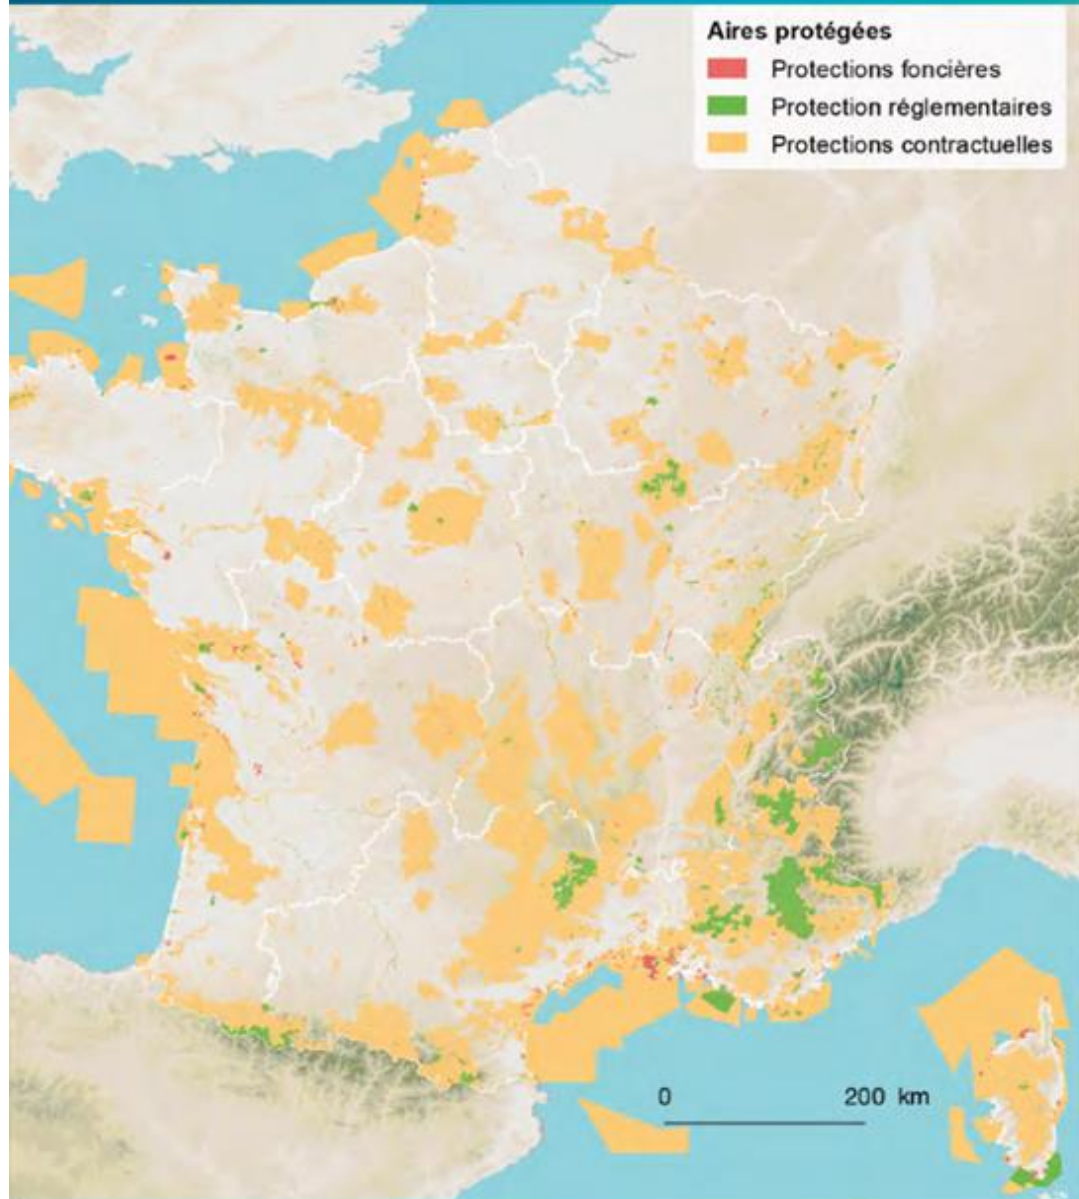 Aires protégées
Protections foncières
Protection réglementaires
Protections contractuelles
0 200 km